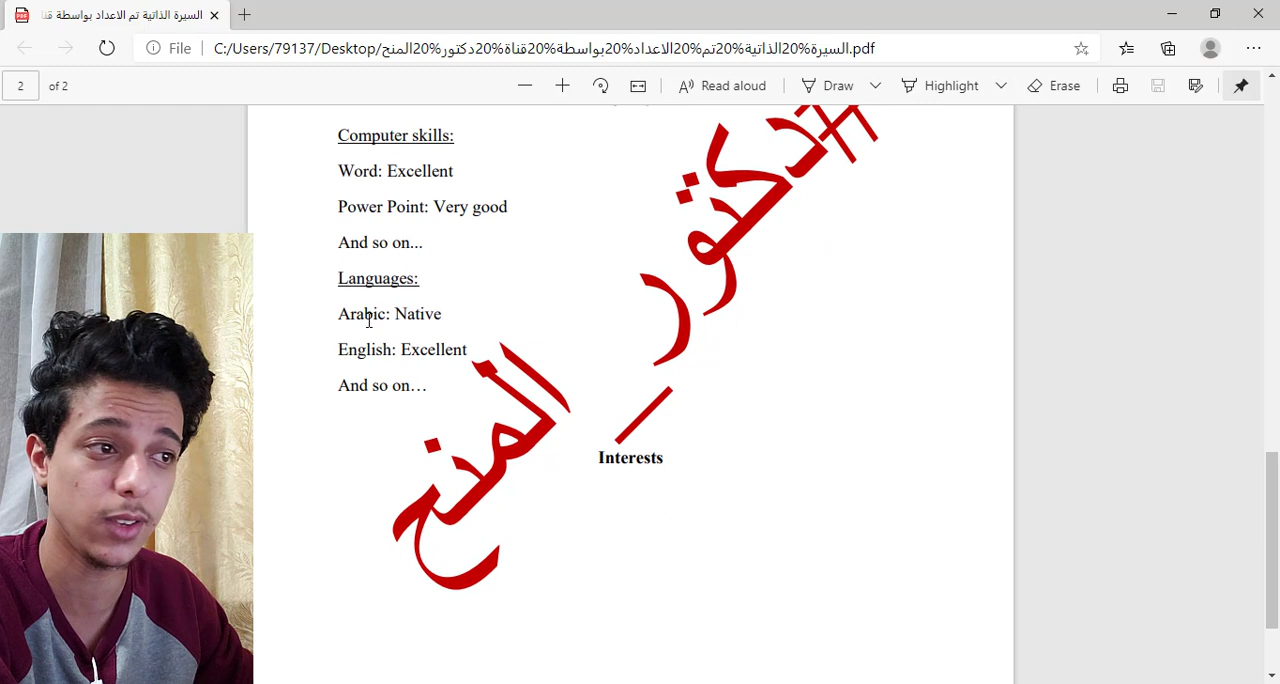 السيرة الذاتية تم الاعداد بواسطة قنا
File
C:/Users/79137/Desktop/السيرة%20الذاتية%20تم%20الاعداد%20بواسطة%20قناة%20دكتور%20المنح.pdf
2 of 2
Read aloud
Draw
Highlight
Erase
Computer skills:
Word: Excellent
Power Point: Very good
And so on...
Languages:
Arabic: Native
English: Excellent
And so on…
#دكتور_المنح
Interests